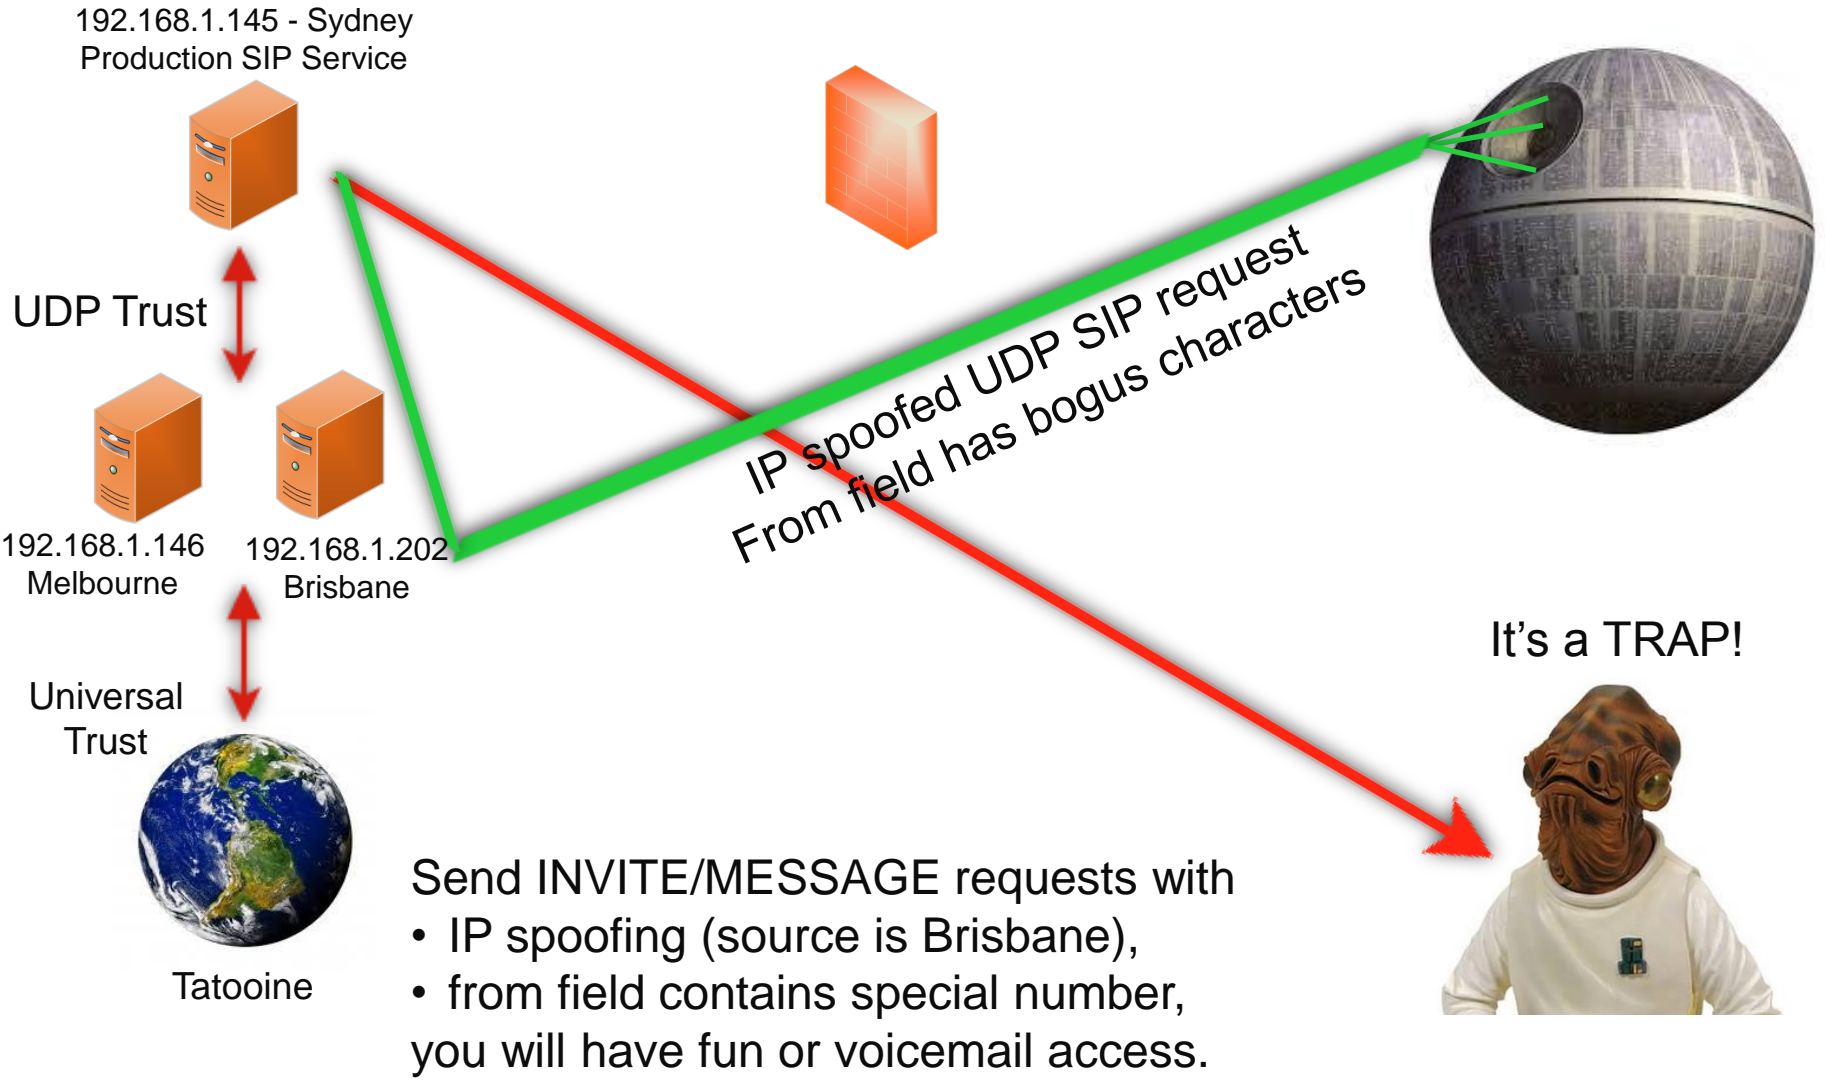 192.168.1.145 - Sydney
Production SIP Service
UDP Trust
192.168.1.146
Melbourne
192.168.1.202
Brisbane
Universal
Trust
Tatooine
IP spoofed UDP SIP request
From field has bogus characters
It’s a TRAP!
Send INVITE/MESSAGE requests with
• IP spoofing (source is Brisbane),
• from field contains special number,
you will have fun or voicemail access.